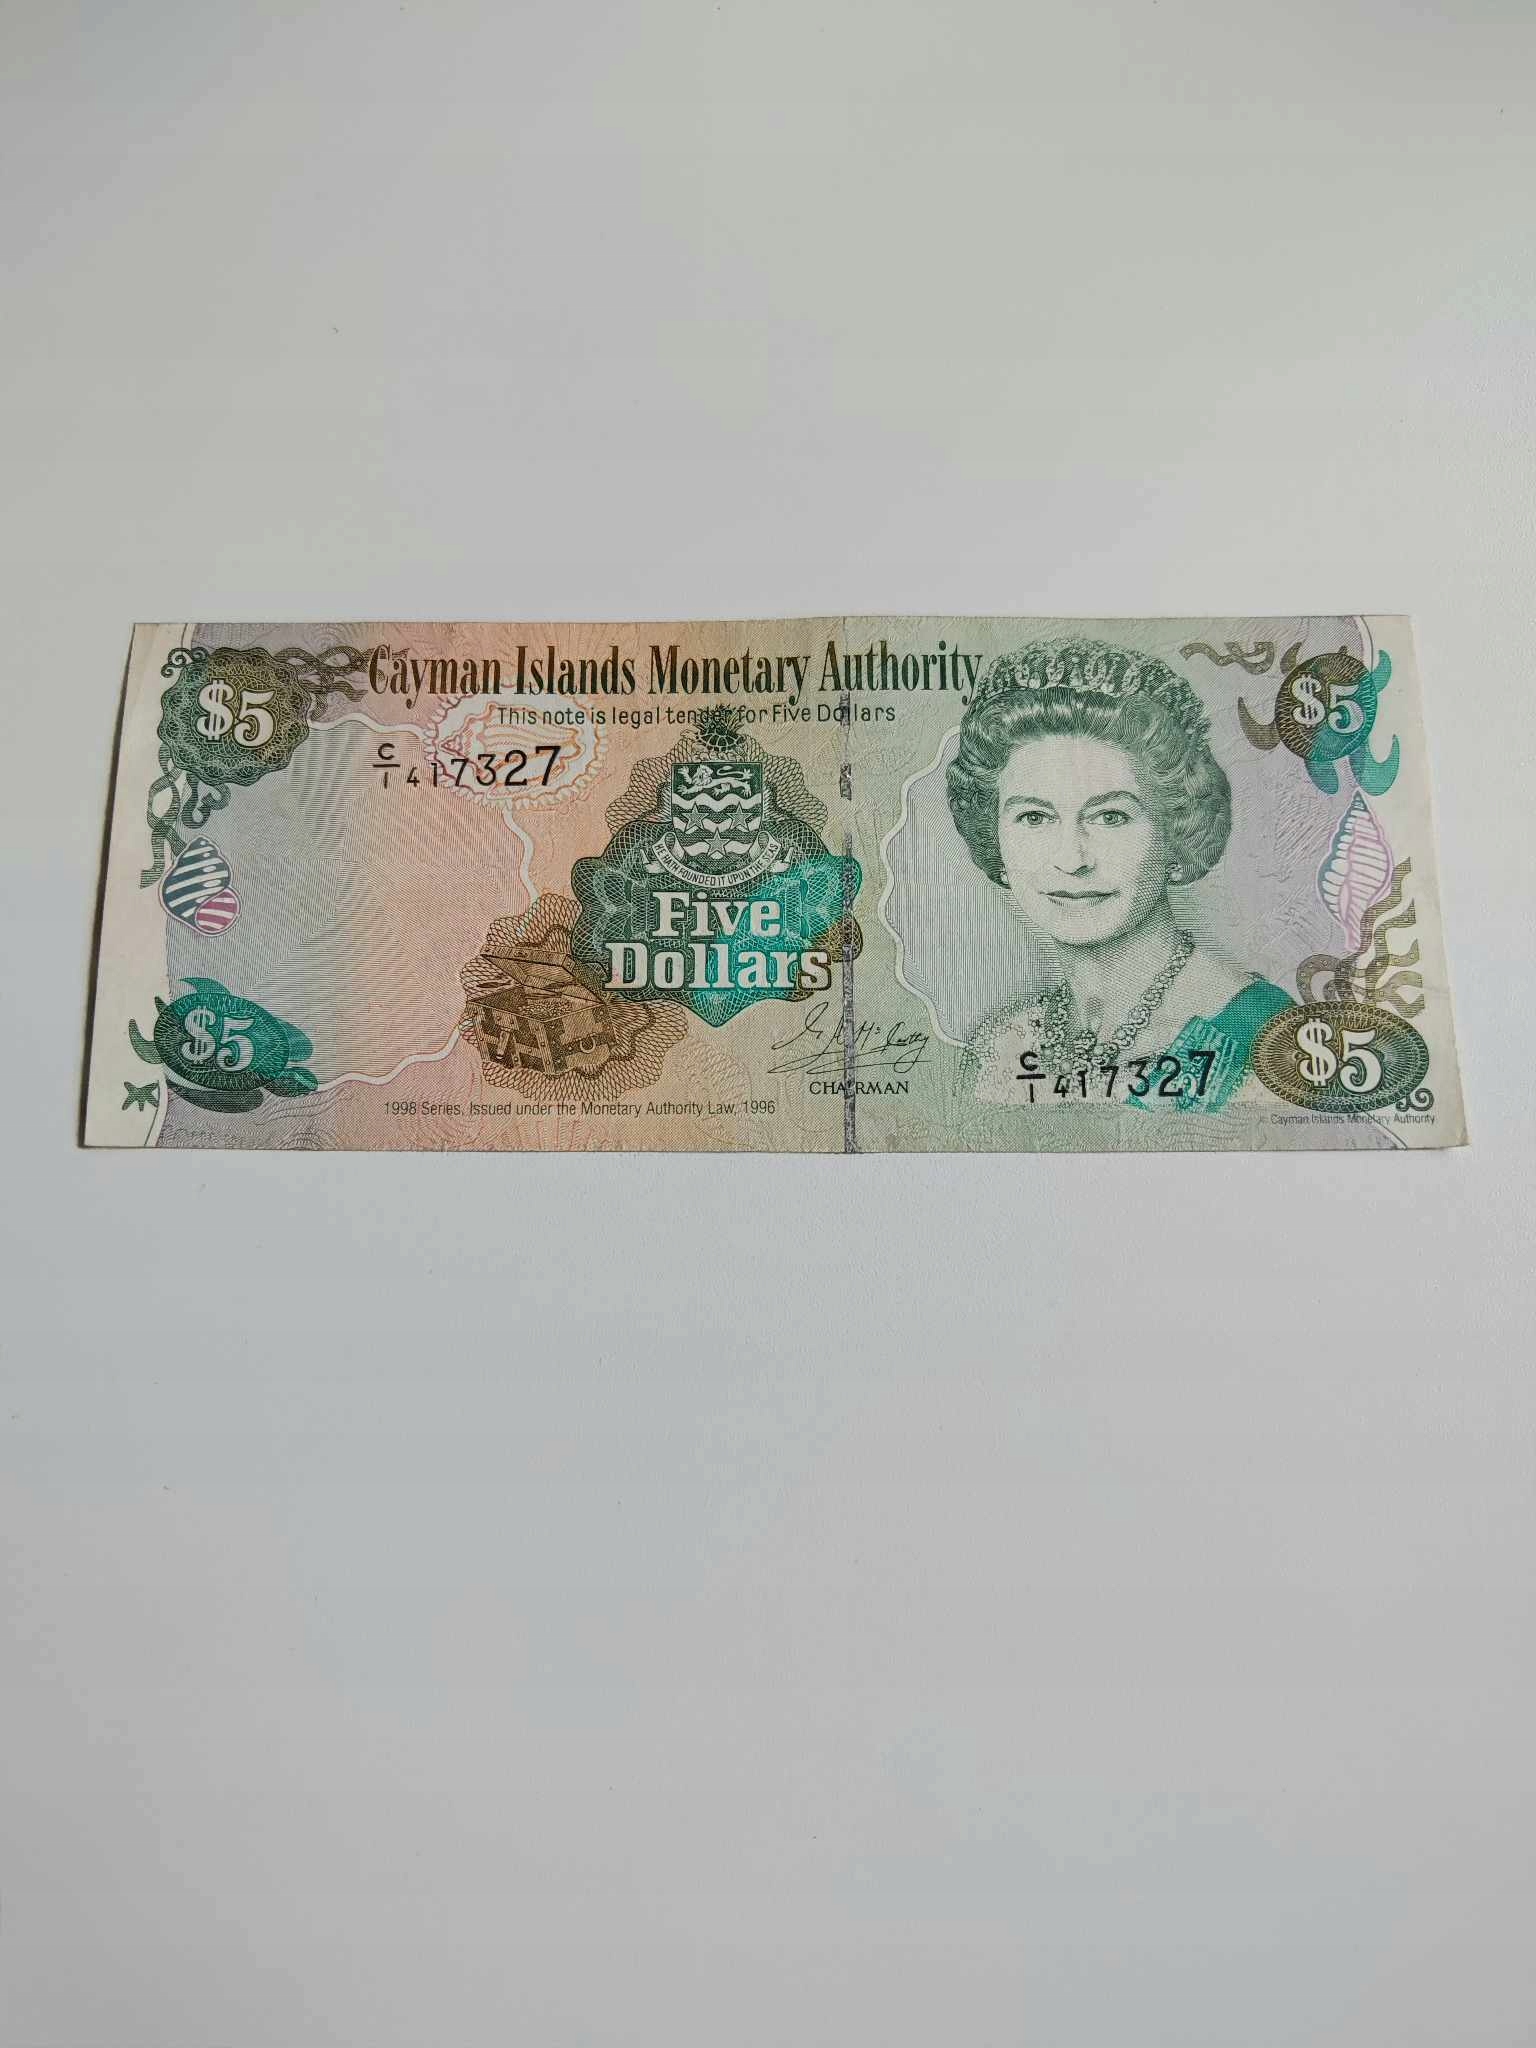 $5
Cayman Islands Monetary Authority
This note is legal tender for Five Dollars
$5
C/1 417327
HE HATH FOUNDED IT UPON THE SEAS
Five
Dollars
$5
CHAIRMAN
C/1 417327
$5
1998 Series, Issued under the Monetary Authority Law, 1996
Cayman Islands Monetary Authority